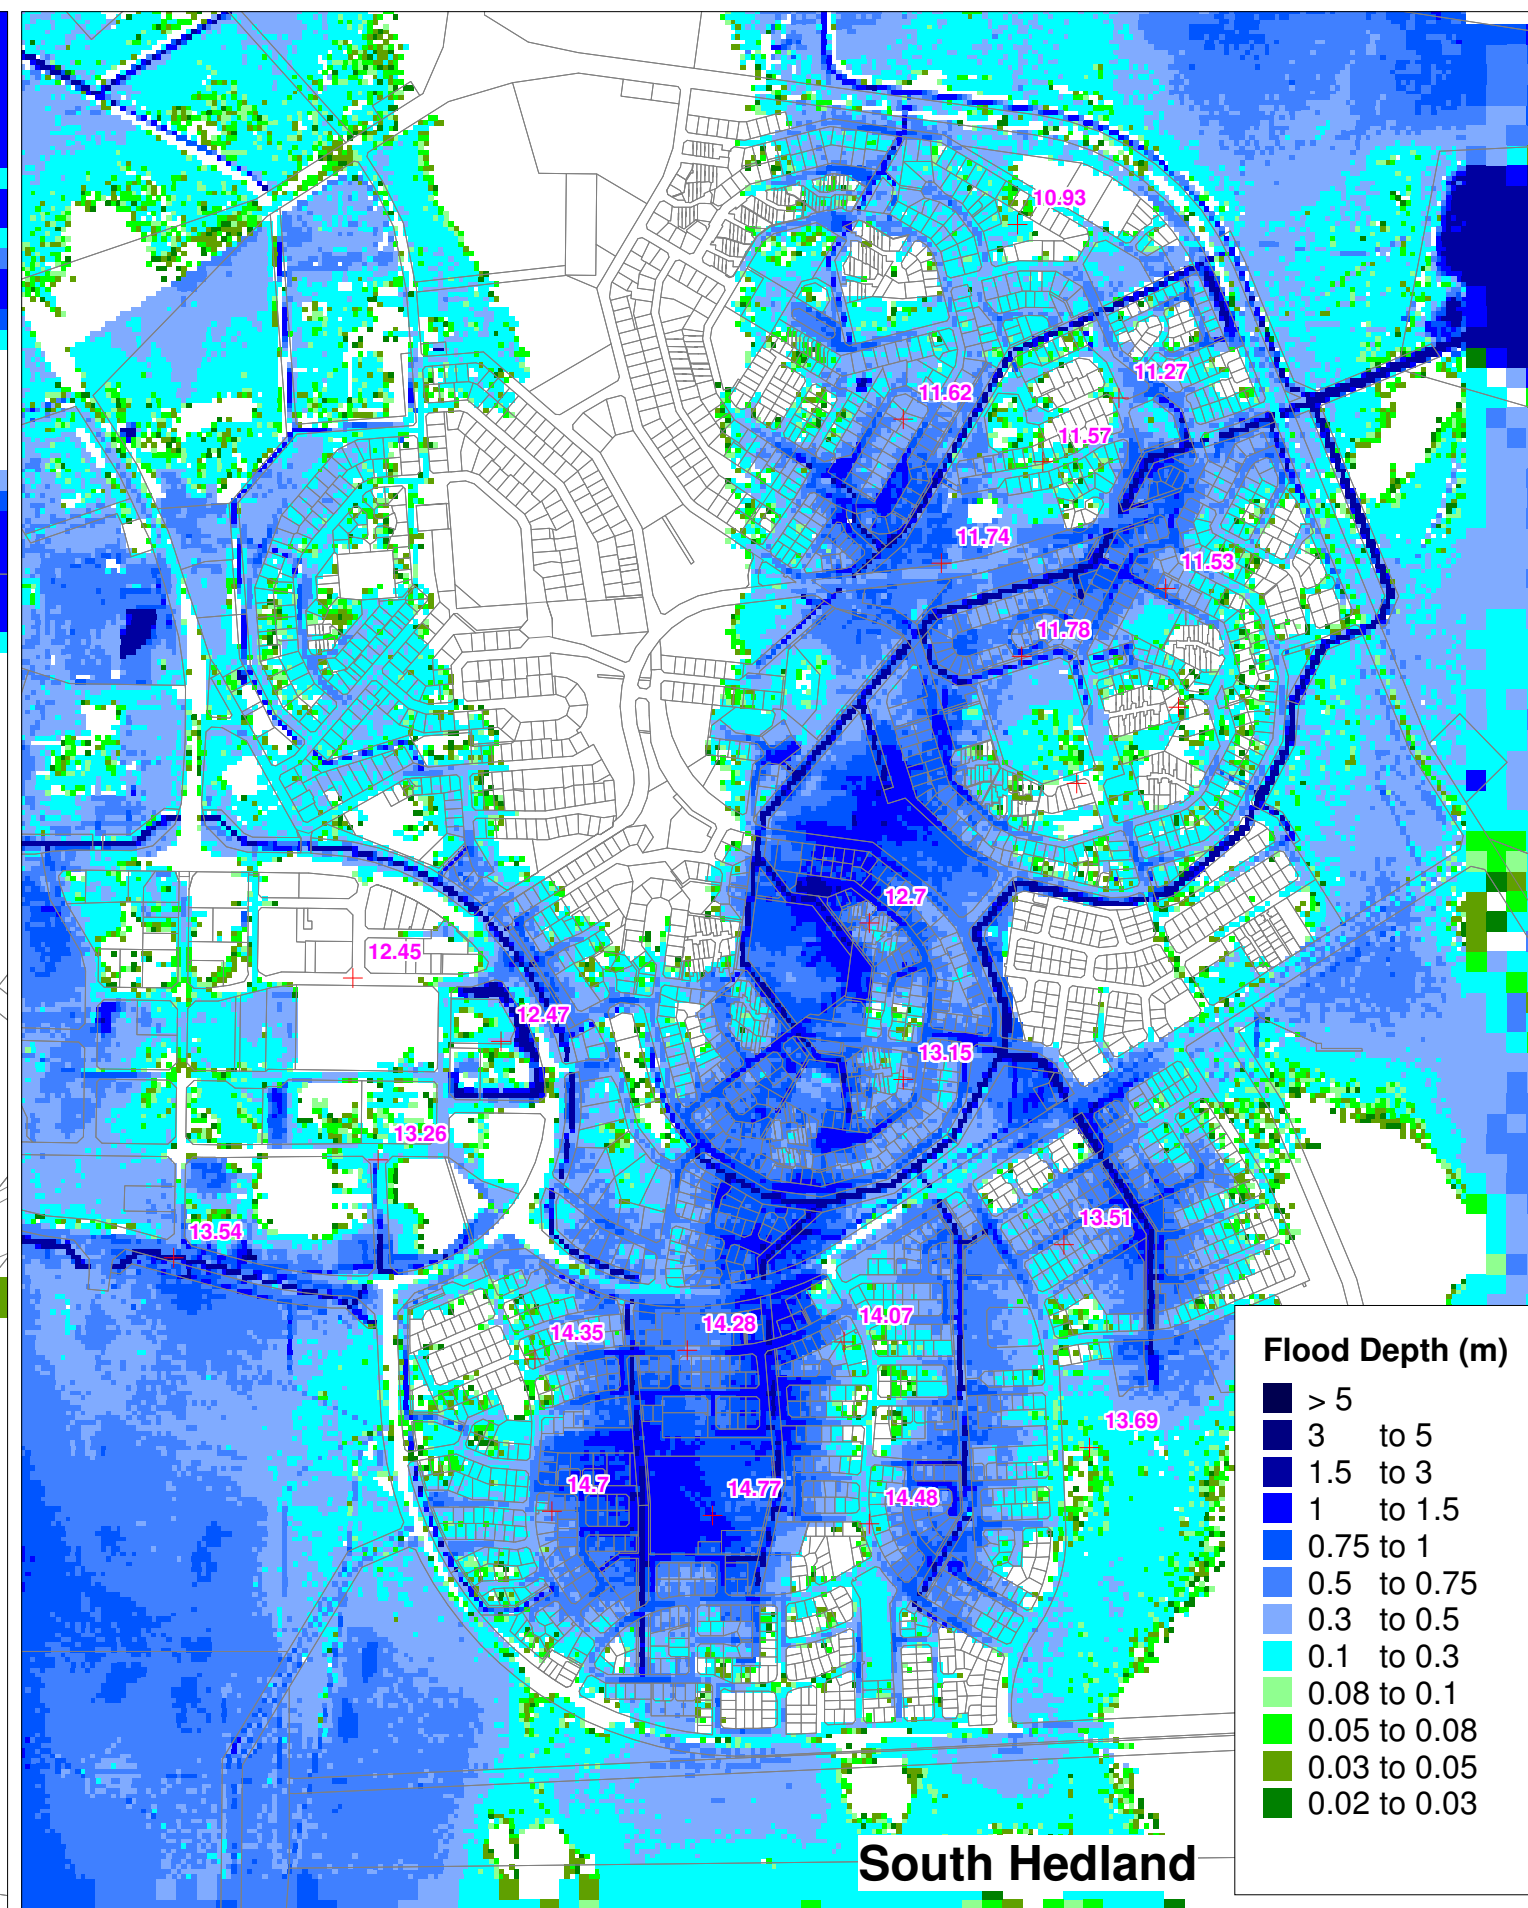 10.93
11.27
11.62
11.57
11.74
11.53
11.78
12.7
12.45
12.47
13.15
13.26
13.51
13.54
14.07
14.28
14.35
13.69
14.7
14.77
14.48
Flood Depth (m)
> 5
3 to 5
1.5 to 3
1 to 1.5
0.75 to 1
0.5 to 0.75
0.3 to 0.5
0.1 to 0.3
0.08 to 0.1
0.05 to 0.08
0.03 to 0.05
0.02 to 0.03
South Hedland